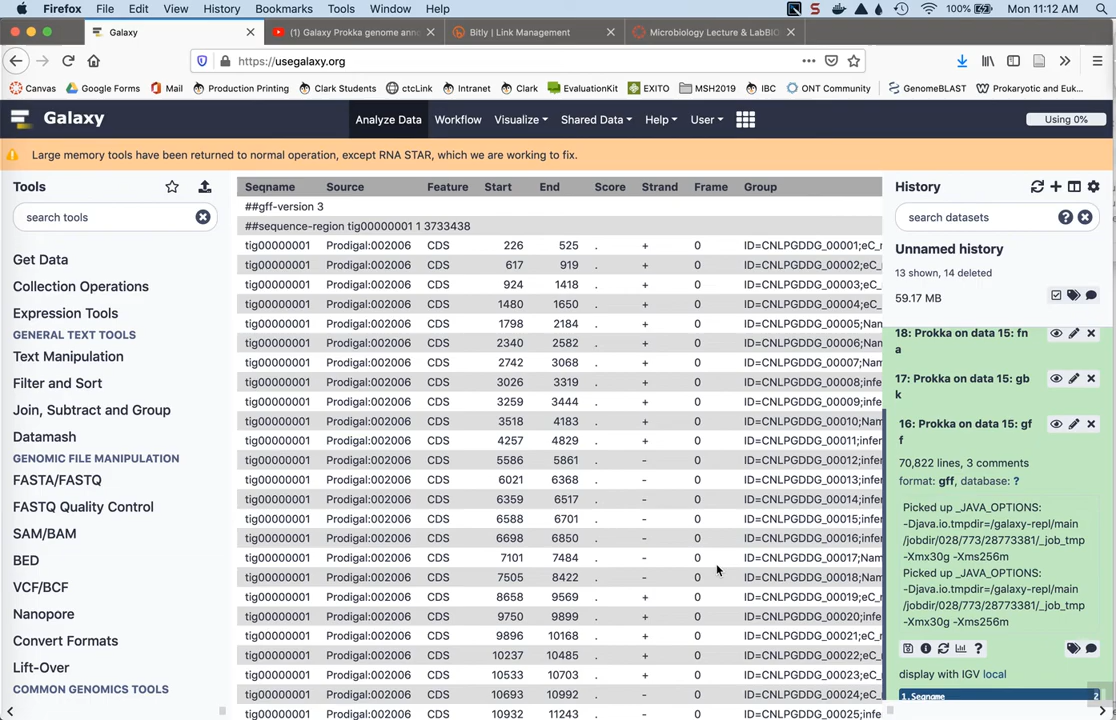 Firefox File Edit View History Bookmarks Tools Window Help 100% Mon 11:12 AM
Galaxy (1) Galaxy Prokka genome anno Bitly | Link Management Microbiology Lecture & LabBIO
https://usegalaxy.org
Canvas Google Forms Mail Production Printing Clark Students ctcLink Intranet Clark EvaluationKit EXITO MSH2019 IBC ONT Community GenomeBLAST Prokaryotic and Euk...
Galaxy Analyze Data Workflow Visualize Shared Data Help User Using 0%
Large memory tools have been returned to normal operation, except RNA STAR, which we are working to fix.
Tools
search tools
Get Data
Collection Operations
Expression Tools
GENERAL TEXT TOOLS
Text Manipulation
Filter and Sort
Join, Subtract and Group
Datamash
GENOMIC FILE MANIPULATION
FASTA/FASTQ
FASTQ Quality Control
SAM/BAM
BED
VCF/BCF
Nanopore
Convert Formats
Lift-Over
COMMON GENOMICS TOOLS
Seqname Source Feature Start End Score Strand Frame Group
##gff-version 3
##sequence-region tig00000001 1 3733438
tig00000001 Prodigal:002006 CDS 226 525 . + 0 ID=CNLPGDDG_00001;eC_
tig00000001 Prodigal:002006 CDS 617 919 . + 0 ID=CNLPGDDG_00002;eC_
tig00000001 Prodigal:002006 CDS 924 1418 . + 0 ID=CNLPGDDG_00003;eC_
tig00000001 Prodigal:002006 CDS 1480 1650 . + 0 ID=CNLPGDDG_00004;eC_
tig00000001 Prodigal:002006 CDS 1798 2184 . + 0 ID=CNLPGDDG_00005;Nam
tig00000001 Prodigal:002006 CDS 2340 2582 . + 0 ID=CNLPGDDG_00006;Nam
tig00000001 Prodigal:002006 CDS 2742 3068 . + 0 ID=CNLPGDDG_00007;Nam
tig00000001 Prodigal:002006 CDS 3026 3319 . + 0 ID=CNLPGDDG_00008;infe
tig00000001 Prodigal:002006 CDS 3259 3444 . + 0 ID=CNLPGDDG_00009;infe
tig00000001 Prodigal:002006 CDS 3518 4183 . + 0 ID=CNLPGDDG_00010;Nam
tig00000001 Prodigal:002006 CDS 4257 4829 . + 0 ID=CNLPGDDG_00011;infer
tig00000001 Prodigal:002006 CDS 5586 5861 . - 0 ID=CNLPGDDG_00012;infer
tig00000001 Prodigal:002006 CDS 6021 6368 . - 0 ID=CNLPGDDG_00013;infer
tig00000001 Prodigal:002006 CDS 6359 6517 . - 0 ID=CNLPGDDG_00014;infer
tig00000001 Prodigal:002006 CDS 6588 6701 . - 0 ID=CNLPGDDG_00015;infer
tig00000001 Prodigal:002006 CDS 6698 6850 . - 0 ID=CNLPGDDG_00016;infer
tig00000001 Prodigal:002006 CDS 7101 7484 . - 0 ID=CNLPGDDG_00017;Nam
tig00000001 Prodigal:002006 CDS 7505 8422 . - 0 ID=CNLPGDDG_00018;Nam
tig00000001 Prodigal:002006 CDS 8658 9569 . + 0 ID=CNLPGDDG_00019;eC_r
tig00000001 Prodigal:002006 CDS 9750 9899 . + 0 ID=CNLPGDDG_00020;infe
tig00000001 Prodigal:002006 CDS 9896 10168 . + 0 ID=CNLPGDDG_00021;eC_r
tig00000001 Prodigal:002006 CDS 10237 10485 . + 0 ID=CNLPGDDG_00022;eC_
tig00000001 Prodigal:002006 CDS 10533 10703 . + 0 ID=CNLPGDDG_00023;eC_
tig00000001 Prodigal:002006 CDS 10693 10992 . - 0 ID=CNLPGDDG_00024;eC_
tig00000001 Prodigal:002006 CDS 10932 11243 . - 0 ID=CNLPGDDG_00025;infe
History
search datasets
Unnamed history
13 shown, 14 deleted
59.17 MB
18: Prokka on data 15: fn
a
17: Prokka on data 15: gb
k
16: Prokka on data 15: gf
f
70,822 lines, 3 comments
format: gff, database: ?
Picked up _JAVA_OPTIONS:
-Djava.io.tmpdir=/galaxy-repl/main
/jobdir/028/773/28773381/_job_tmp
-Xmx30g -Xms256m
Picked up _JAVA_OPTIONS:
-Djava.io.tmpdir=/galaxy-repl/main
/jobdir/028/773/28773381/_job_tmp
-Xmx30g -Xms256m
display with IGV local
1.Seqname 2